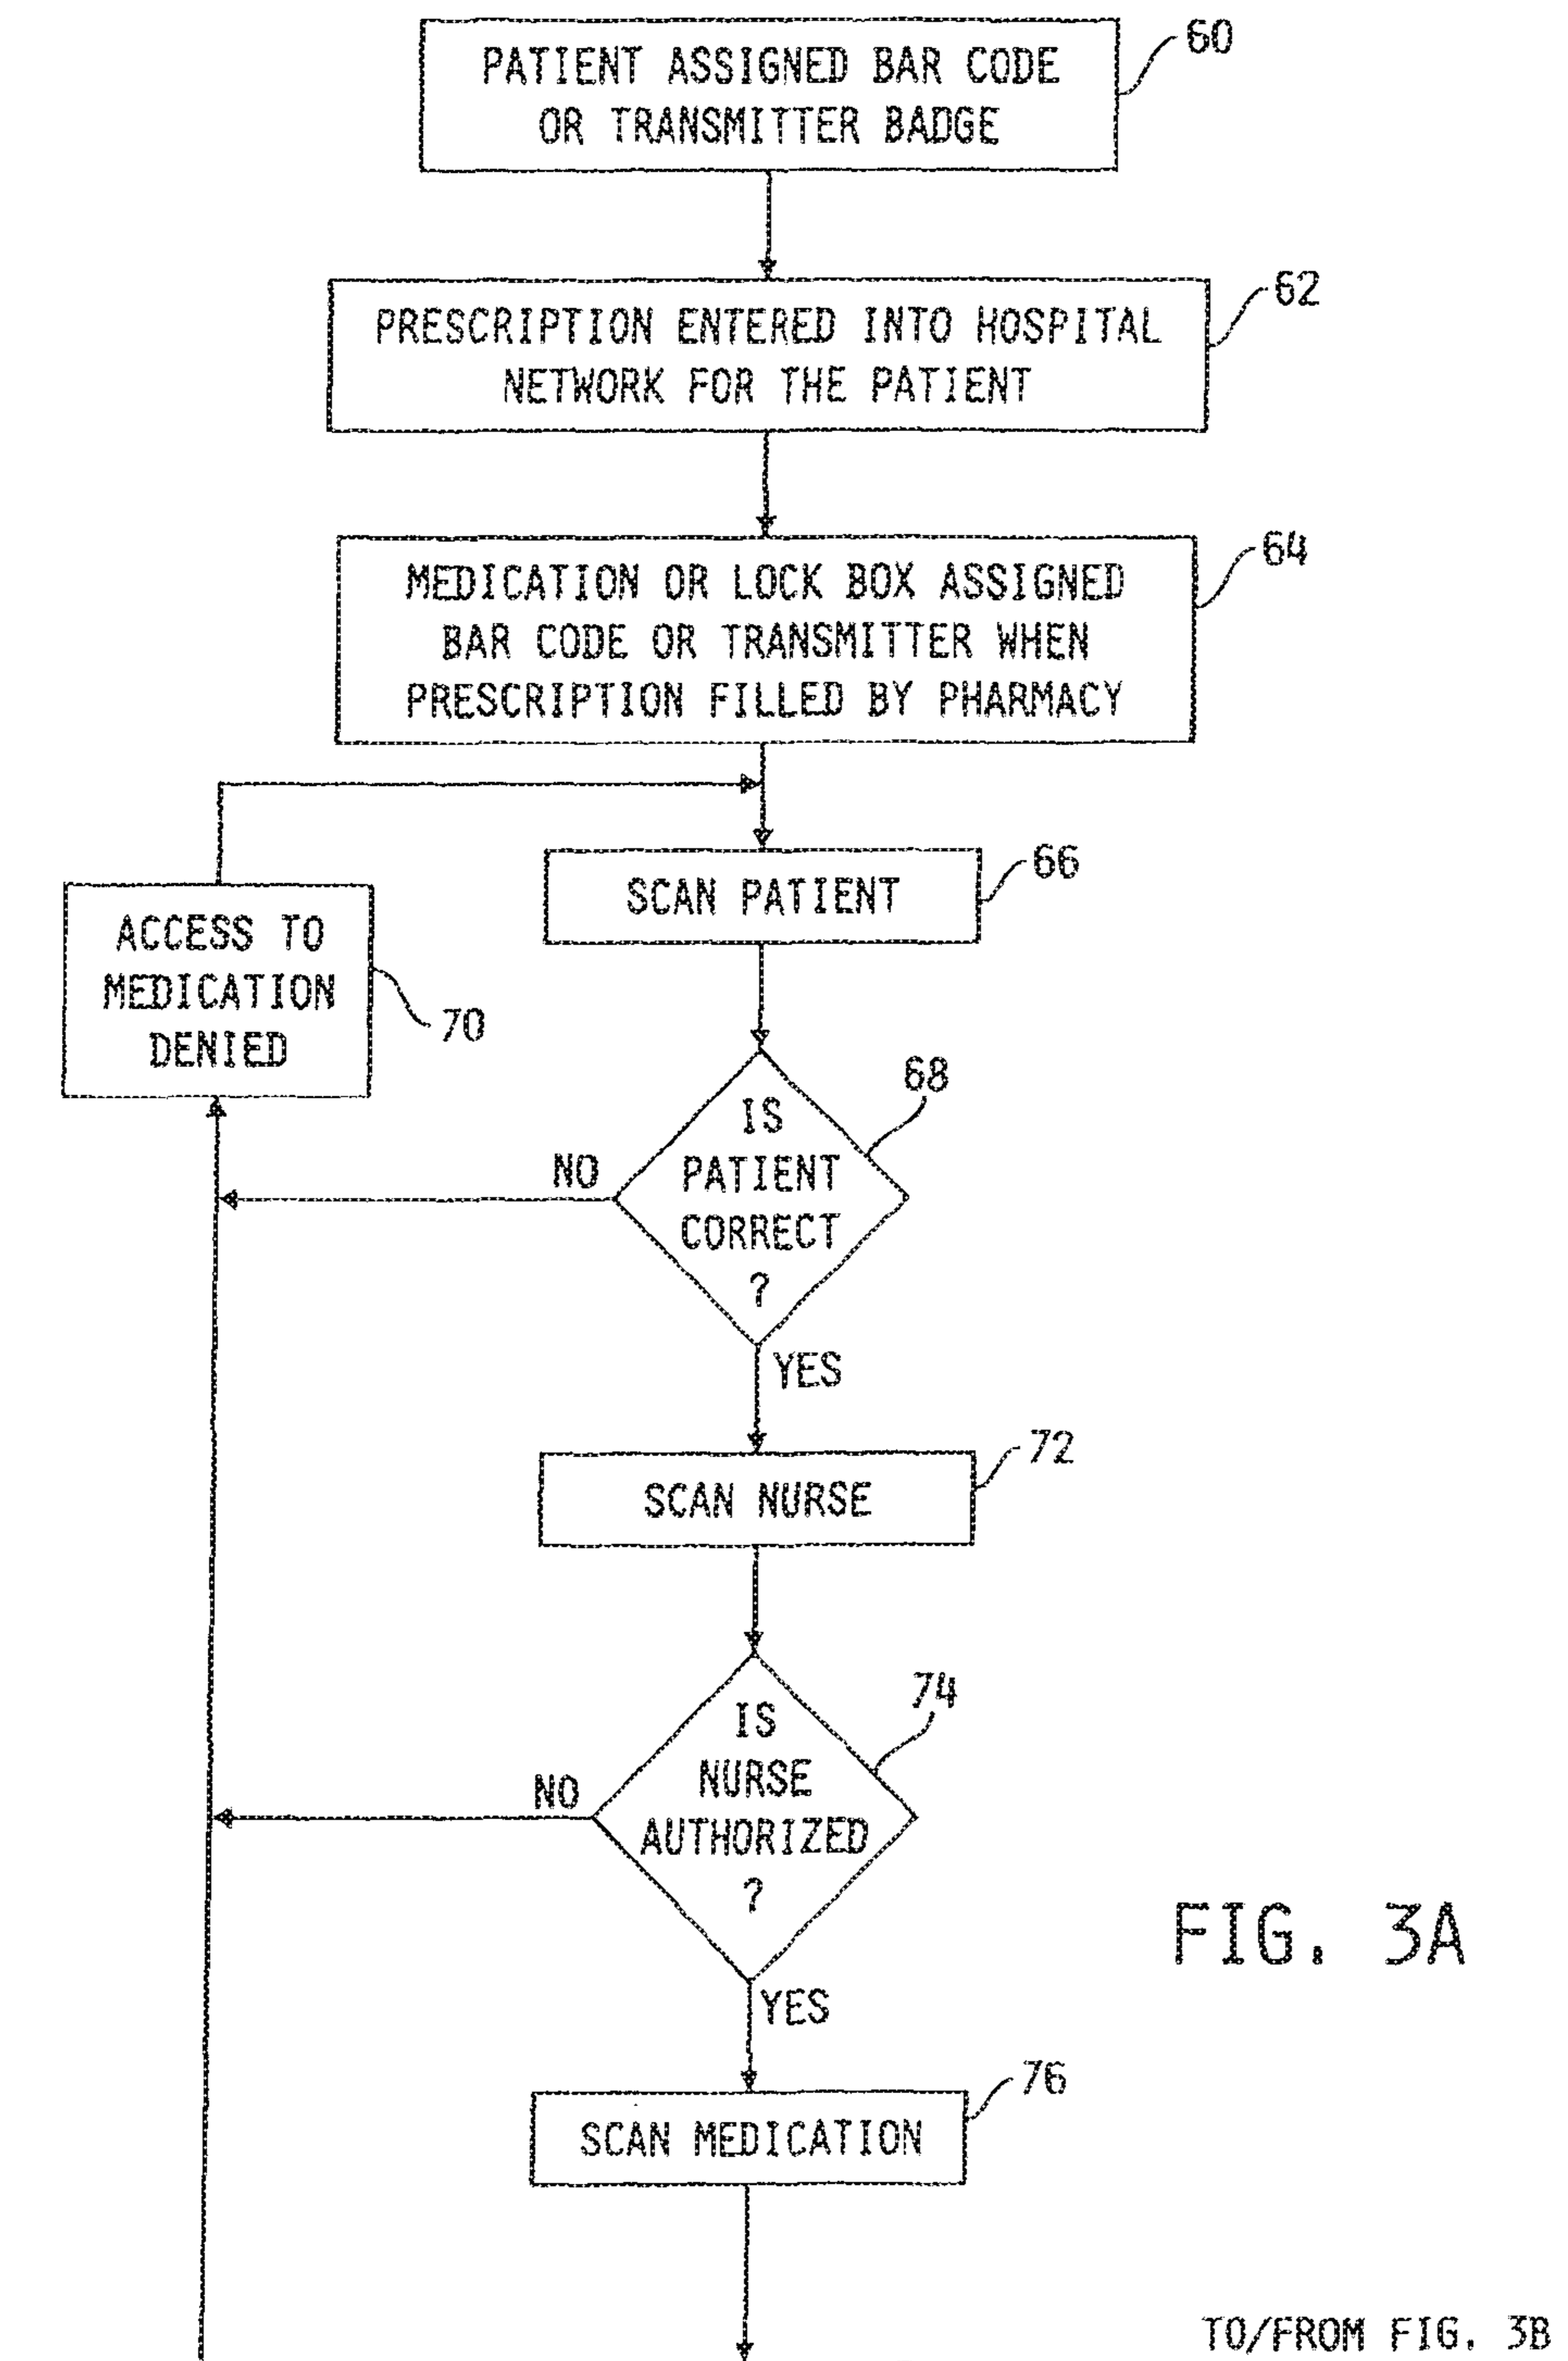 60
PATIENT ASSIGNED BAR CODE
OR TRANSMITTER BADGE
62
PRESCRIPTION ENTERED INTO HOSPITAL
NETWORK FOR THE PATIENT
64
MEDICATION OR LOCK BOX ASSIGNED
BAR CODE OR TRANSMITTER WHEN
PRESCRIPTION FILLED BY PHARMACY
66
SCAN PATIENT
ACCESS TO
MEDICATION
DENIED
70
68
IS
PATIENT
CORRECT
?
NO
YES
72
SCAN NURSE
74
IS
NURSE
AUTHORIZED
?
NO
YES
FIG. 3A
76
SCAN MEDICATION
TO/FROM FIG. 3B